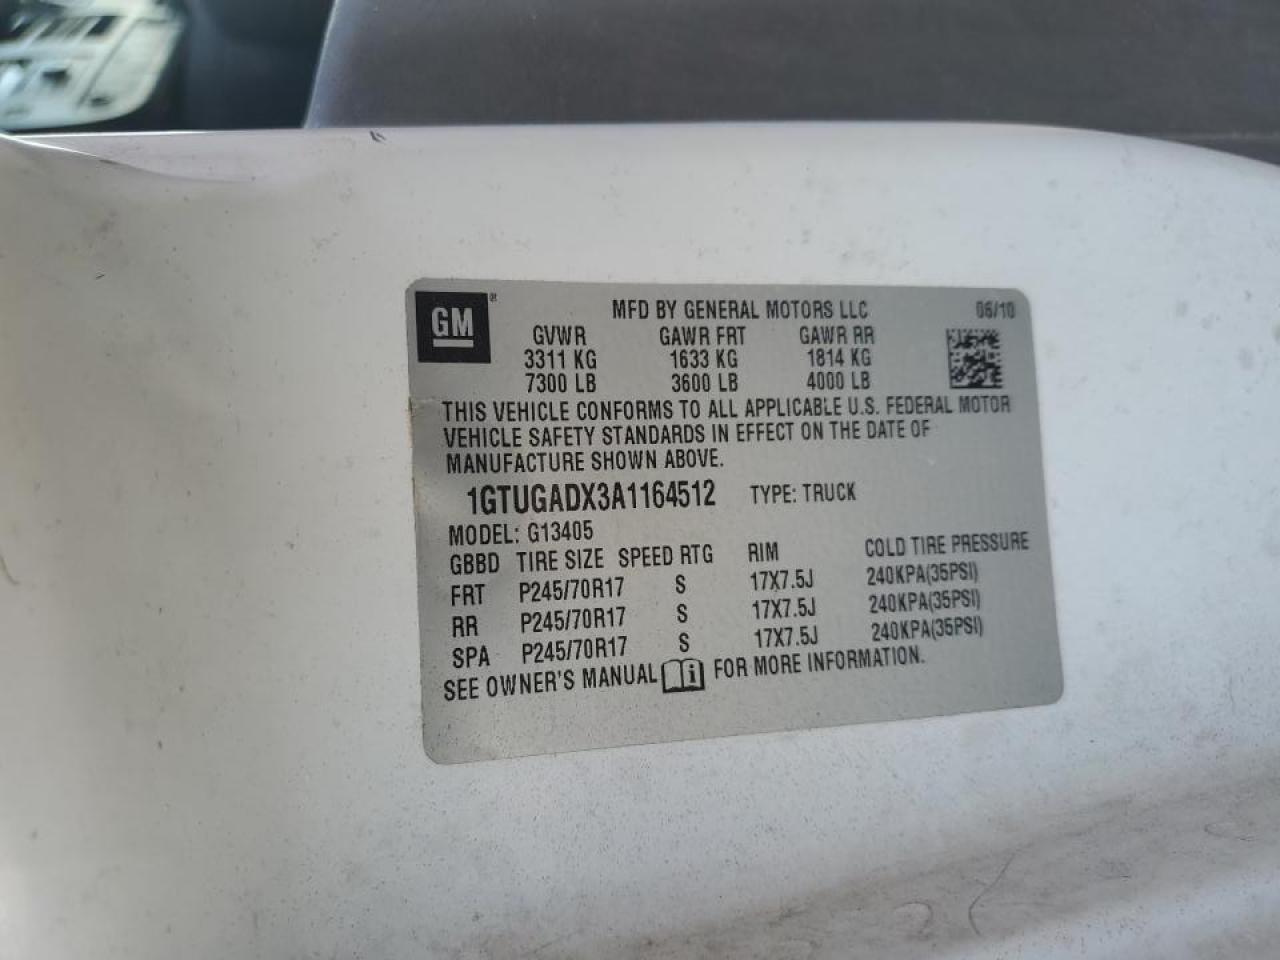 GM® MFD BY GENERAL MOTORS LLC 06/10
GVWR GAWR FRT GAWR RR
3311 KG 1633 KG 1814 KG
7300 LB 3600 LB 4000 LB
THIS VEHICLE CONFORMS TO ALL APPLICABLE U.S. FEDERAL MOTOR
VEHICLE SAFETY STANDARDS IN EFFECT ON THE DATE OF
MANUFACTURE SHOWN ABOVE.
1GTUGADX3A1164512 TYPE: TRUCK
MODEL: G13405
GBBD TIRE SIZE SPEED RTG RIM COLD TIRE PRESSURE
FRT P245/70R17 S 17X7.5J 240KPA(35PSI)
RR P245/70R17 S 17X7.5J 240KPA(35PSI)
SPA P245/70R17 S 17X7.5J 240KPA(35PSI)
SEE OWNER'S MANUAL i FOR MORE INFORMATION.